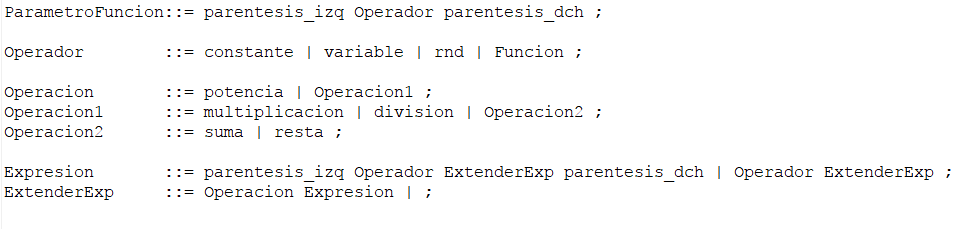 ParametroFuncion::= parentesis_izq Operador parentesis_dch ;
Operador ::= constante | variable | rnd | Funcion ;
Operacion ::= potencia | Operacion1 ;
Operacion1 ::= multiplicacion | division | Operacion2 ;
Operacion2 ::= suma | resta ;
Expresion ::= parentesis_izq Operador ExtenderExp parentesis_dch | Operador ExtenderExp ;
ExtenderExp ::= Operacion Expresion | ;